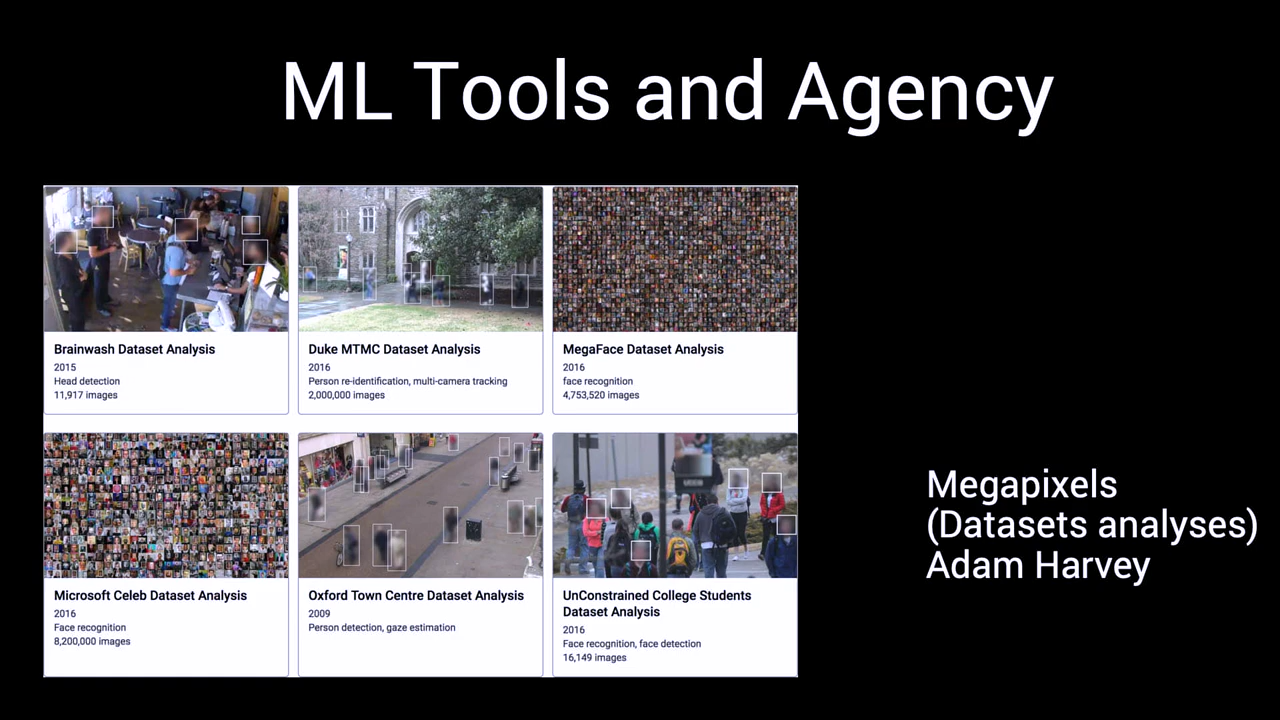 ML Tools and Agency
Brainwash Dataset Analysis
2015
Head detection
11,917 images
Duke MTMC Dataset Analysis
2016
Person re-identification, multi-camera tracking
2,000,000 images
MegaFace Dataset Analysis
2016
face recognition
4,753,520 images
Microsoft Celeb Dataset Analysis
2016
Face recognition
8,200,000 images
Oxford Town Centre Dataset Analysis
2009
Person detection, gaze estimation
UnConstrained College Students
Dataset Analysis
2016
Face recognition, face detection
16,149 images
Megapixels
(Datasets analyses)
Adam Harvey